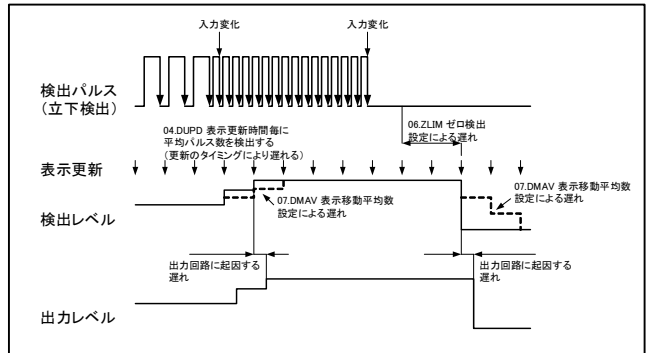 入力変化
入力変化
検出パルス
(立下検出)
06.ZLIM ゼロ検出
設定による遅れ
04.DUPD 表示更新時間毎に
平均パルス数を検出する
(更新のタイミングにより遅れる)
表示更新
07.DMAV 表示移動平均数
設定による遅れ
07.DMAV 表示移動平均数
設定による遅れ
検出レベル
出力回路に起因する
遅れ
出力回路に起因する
遅れ
出力レベル